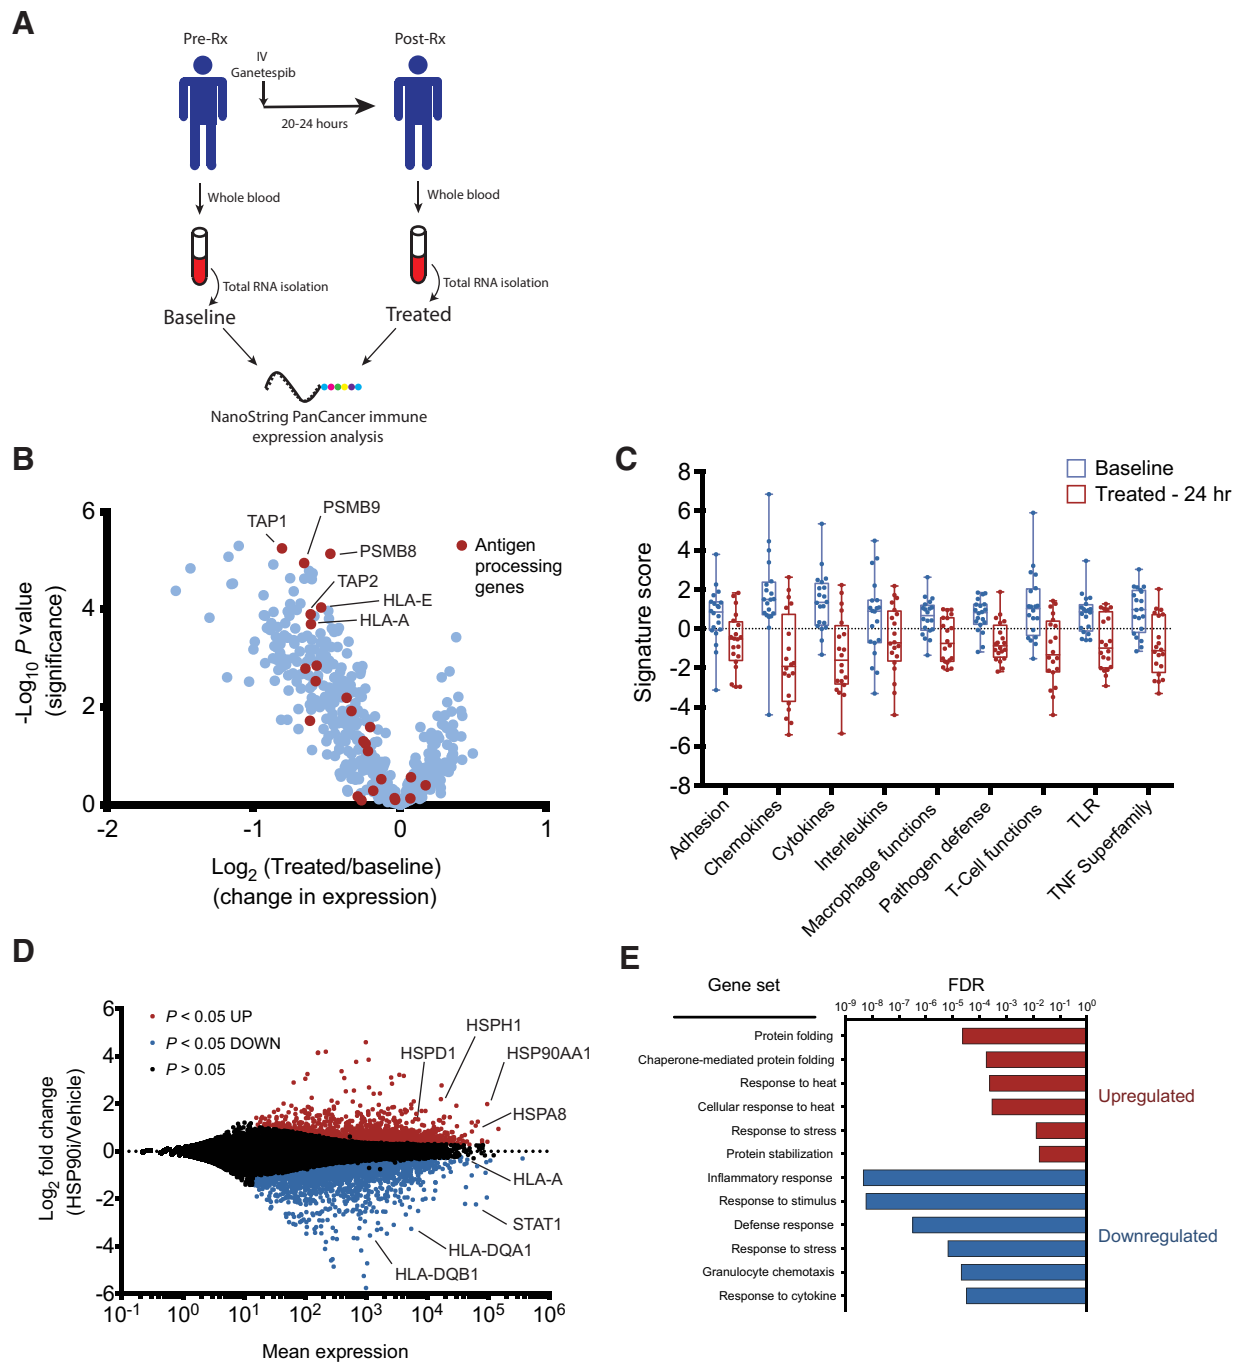 A
Pre-Rx
Post-Rx
IV
Ganetespib
20-24 hours
Whole blood
Whole blood
Total RNA isolation
Total RNA isolation
Baseline
Treated
NanoString PanCancer immune
expression analysis
B
6
4
2
0
-2
-1
0
1
-Log10 P value
(significance)
Log2 (Treated/baseline)
(change in expression)
TAP1
PSMB9
PSMB8
TAP2
HLA-E
HLA-A
Antigen
processing
genes
C
Baseline
Treated - 24 hr
Signature score
8
6
4
2
0
-2
-4
-6
-8
Adhesion
Chemokines
Cytokines
Interleukins
Macrophage functions
Pathogen defense
T-Cell functions
TLR
TNF Superfamily
D
P < 0.05 UP
P < 0.05 DOWN
P > 0.05
Log2 fold change
(HSP90i/Vehicle)
6
4
2
0
-2
-4
-6
10-1
100
101
102
103
104
105
106
Mean expression
HSPH1
HSPD1
HSP90AA1
HSPA8
HLA-A
STAT1
HLA-DQA1
HLA-DQB1
E
Gene set
FDR
10-9
10-8
10-7
10-6
10-5
10-4
10-3
10-2
10-1
100
Protein folding
Chaperone-mediated protein folding
Response to heat
Cellular response to heat
Response to stress
Protein stabilization
Inflammatory response
Response to stimulus
Defense response
Response to stress
Granulocyte chemotaxis
Response to cytokine
Upregulated
Downregulated